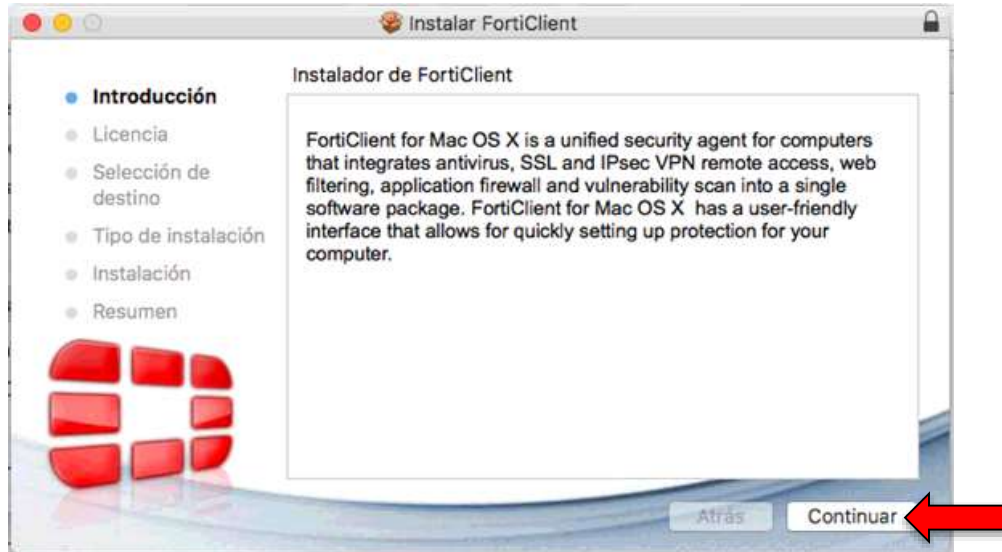 Instalar FortiClient
Instalador de FortiClient
Introducción
Licencia
Selección de
destino
Tipo de instalación
Instalación
Resumen
FortiClient for Mac OS X is a unified security agent for computers
that integrates antivirus, SSL and IPsec VPN remote access, web
filtering, application firewall and vulnerability scan into a single
software package. FortiClient for Mac OS X  has a user-friendly
interface that allows for quickly setting up protection for your
computer.
Atrás
Continuar